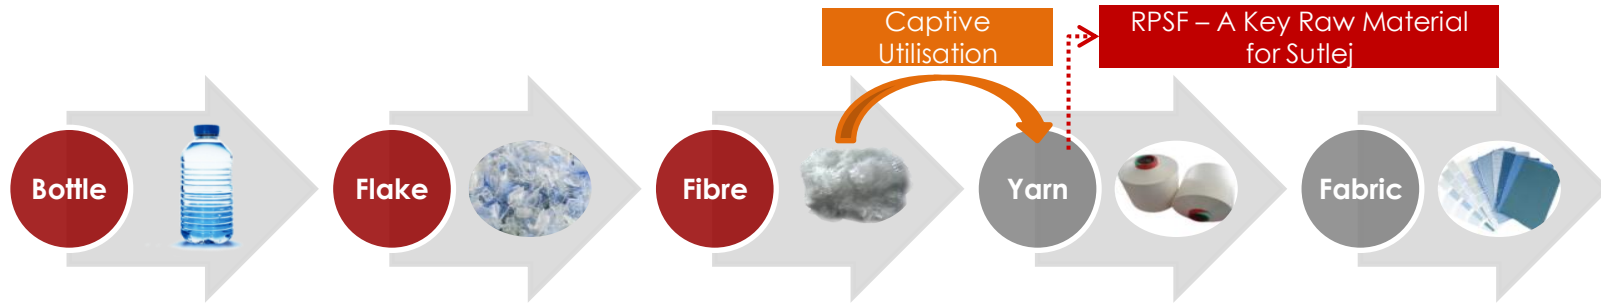 Captive
Utilisation
RPSF – A Key Raw Material
for Sutlej
Bottle
Flake
Fibre
Yarn
Fabric